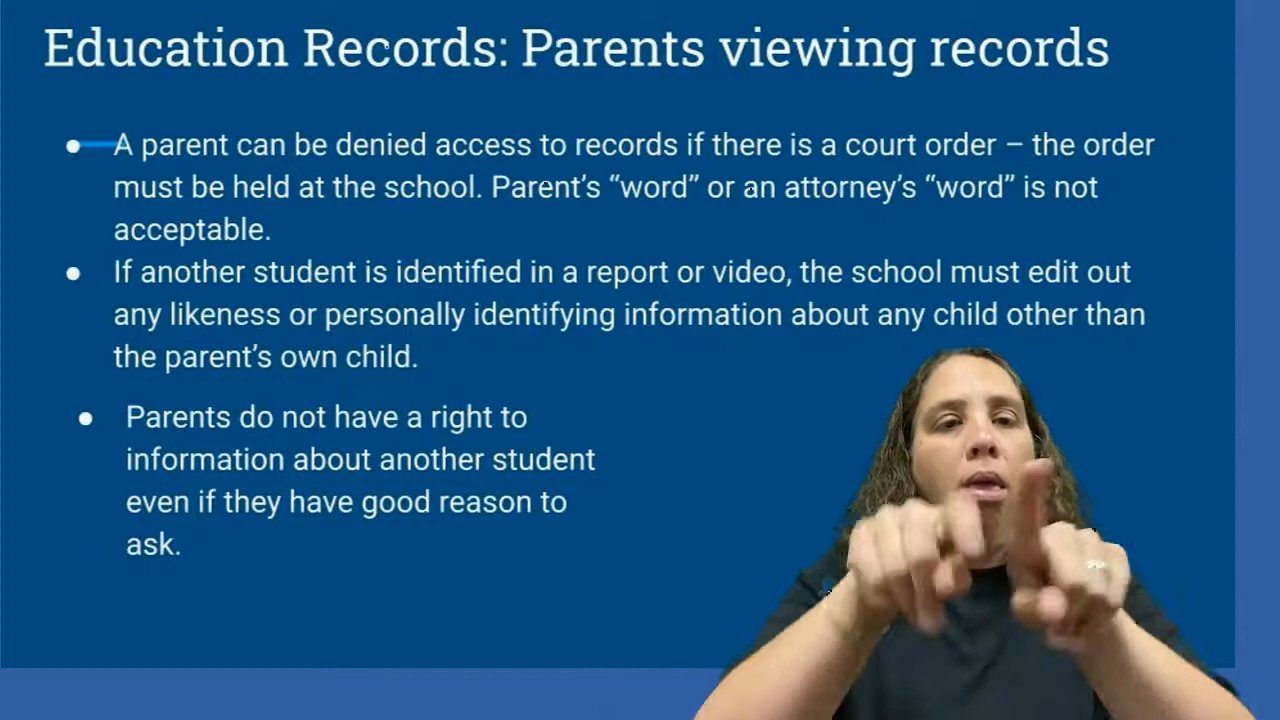 Education Records: Parents viewing records
● A parent can be denied access to records if there is a court order – the order
must be held at the school. Parent’s “word” or an attorney’s “word” is not
acceptable.
● If another student is identified in a report or video, the school must edit out
any likeness or personally identifying information about any child other than
the parent’s own child.
● Parents do not have a right to
information about another student
even if they have good reason to
ask.